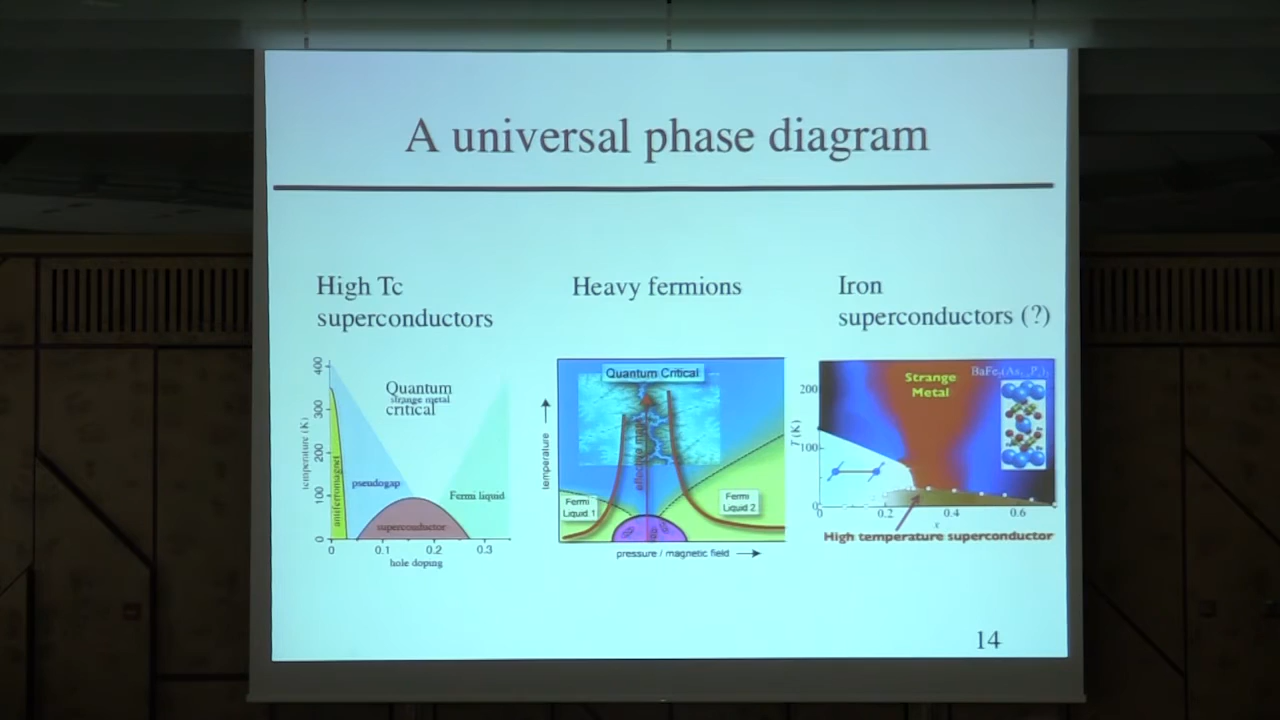 A universal phase diagram
High Tc
superconductors
400
300
200
100
0
temperature (K)
antiferromagnet
Quantum
strange metal
critical
pseudogap
Fermi liquid
superconductor
0
0.1
0.2
0.3
hole doping
Heavy fermions
Quantum Critical
temperature
Fermi
Liquid 1
Fermi
Liquid 2
pressure / magnetic field
Iron
superconductors (?)
Strange
Metal
200
100
0
T(K)
0
0.2
0.4
0.6
x
High temperature superconductor
14